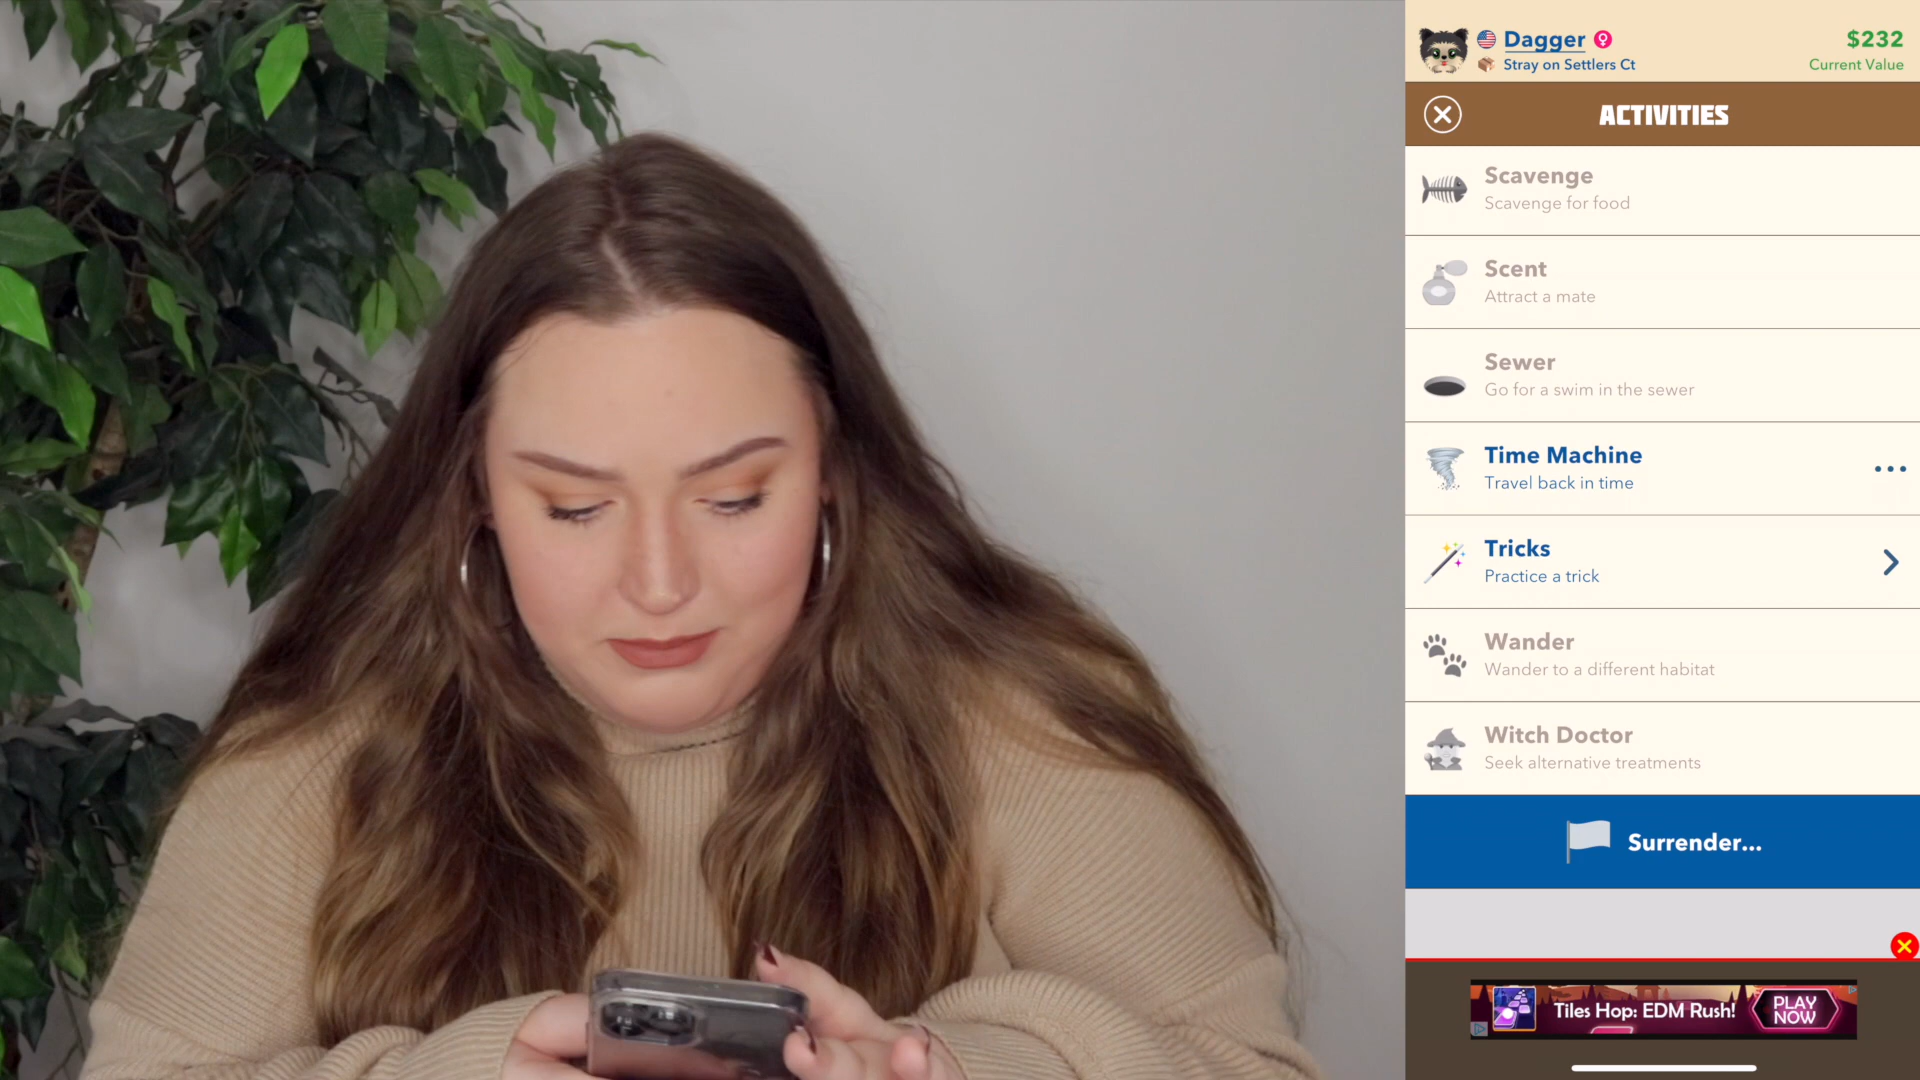 Dagger
Stray on Settlers Ct
$232
Current Value
ACTIVITIES
Scavenge
Scavenge for food
Scent
Attract a mate
Sewer
Go for a swim in the sewer
Time Machine
Travel back in time
Tricks
Practice a trick
Wander
Wander to a different habitat
Witch Doctor
Seek alternative treatments
Surrender...
Tiles Hop: EDM Rush!
PLAY
NOW